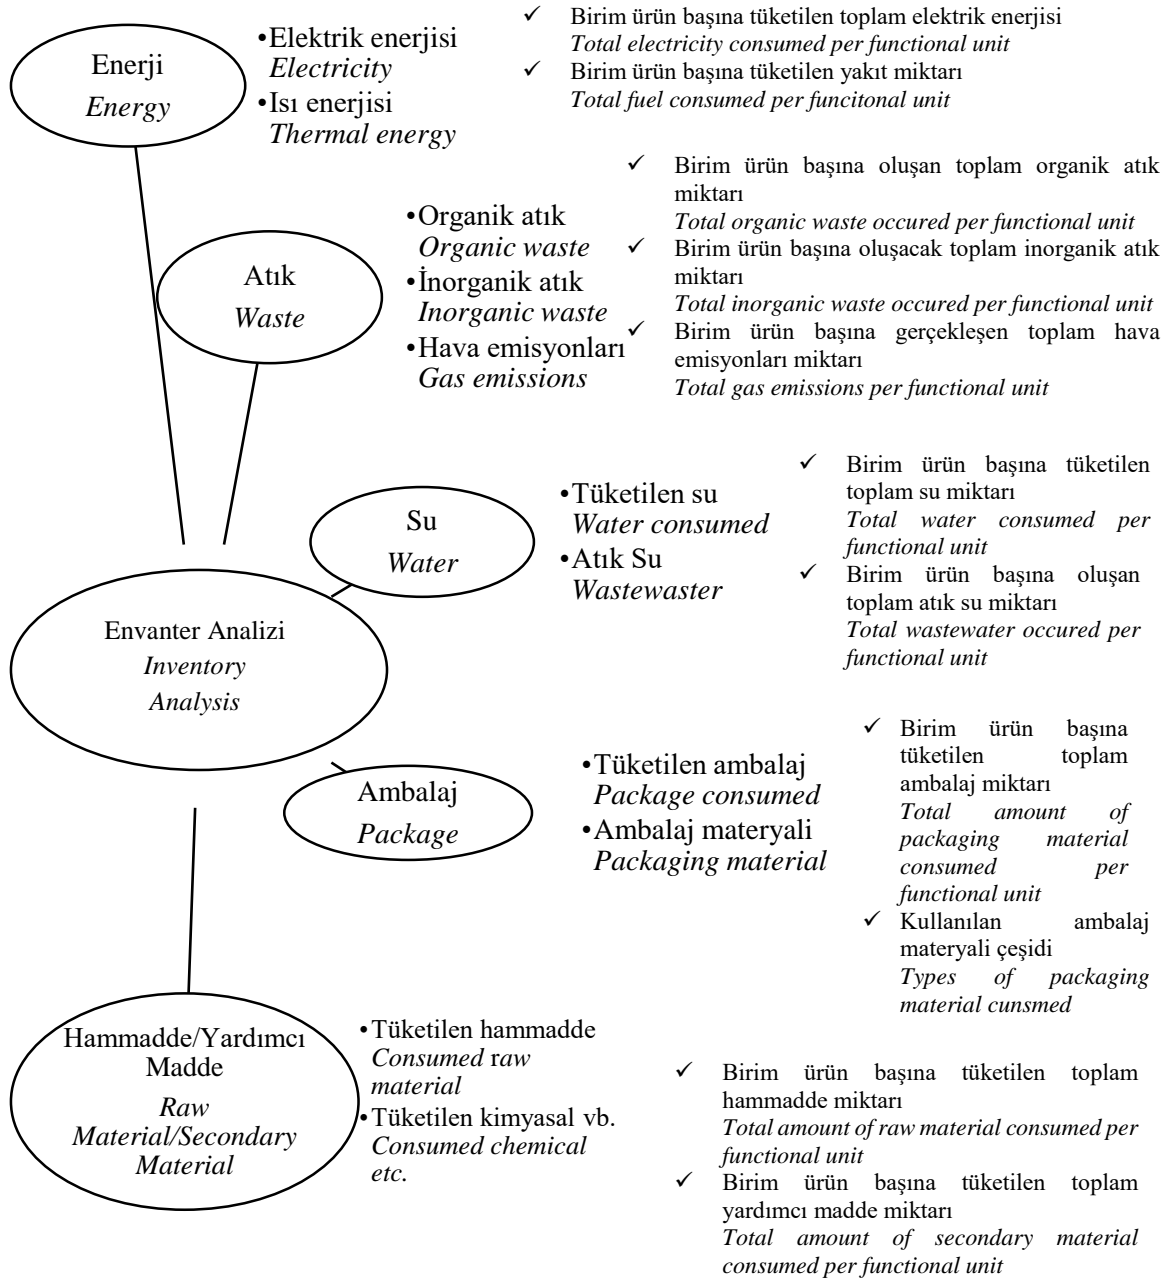 Enerji
Energy
•Elektrik enerjisi
Electricity
•Isı enerjisi
Thermal energy
✓ Birim ürün başına tüketilen toplam elektrik enerjisi
Total electricity consumed per functional unit
✓ Birim ürün başına tüketilen yakıt miktarı
Total fuel consumed per funcitonal unit
Atık
Waste
•Organik atık
Organic waste
•İnorganik atık
Inorganic waste
•Hava emisyonları
Gas emissions
✓ Birim ürün başına oluşan toplam organik atık
miktarı
Total organic waste occured per functional unit
✓ Birim ürün başına oluşacak toplam inorganik atık
miktarı
Total inorganic waste occured per functional unit
✓ Birim ürün başına gerçekleşen toplam hava
emisyonları miktarı
Total gas emissions per functional unit
Su
Water
•Tüketilen su
Water consumed
•Atık Su
Wastewaster
✓ Birim ürün başına tüketilen
toplam su miktarı
Total water consumed per
functional unit
✓ Birim ürün başına oluşan
toplam atık su miktarı
Total wastewater occured per
functional unit
Envanter Analizi
Inventory
Analysis
Ambalaj
Package
•Tüketilen ambalaj
Package consumed
•Ambalaj materyali
Packaging material
✓ Birim ürün başına
tüketilen toplam
ambalaj miktarı
Total amount of
packaging material
consumed per
functional unit
✓ Kullanılan ambalaj
materyali çeşidi
Types of packaging
material cunsmed
Hammadde/Yardımcı
Madde
Raw
Material/Secondary
Material
•Tüketilen hammadde
Consumed raw
material
•Tüketilen kimyasal vb.
Consumed chemical
etc.
✓ Birim ürün başına tüketilen toplam
hammadde miktarı
Total amount of raw material consumed per
functional unit
✓ Birim ürün başına tüketilen toplam
yardımcı madde miktarı
Total amount of secondary material
consumed per functional unit